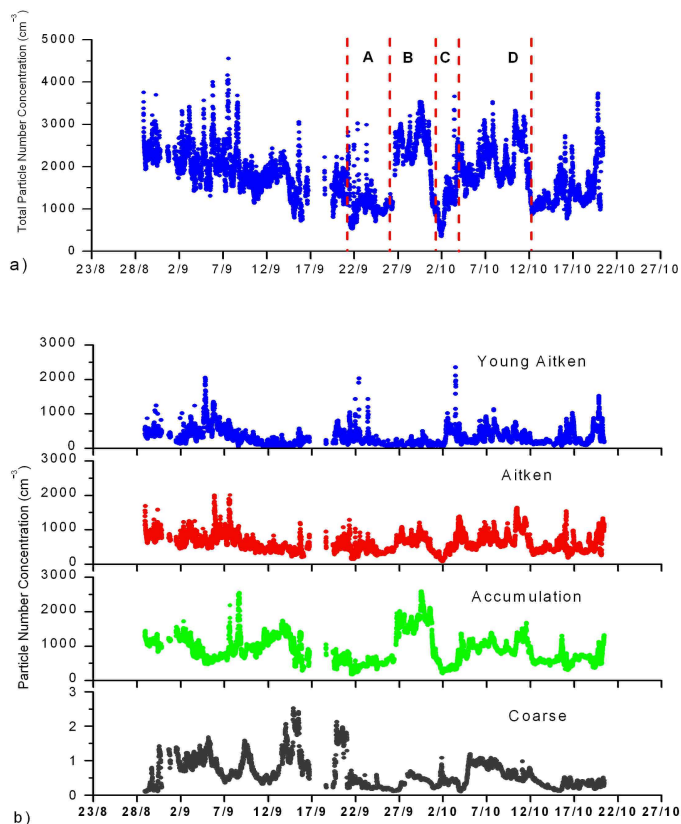 A B C D
5000
4000
3000
2000
1000
0
Total Particle Number Concentration (cm⁻³)
a)
23/8 28/8 2/9 7/9 12/9 17/9 22/9 27/9 2/10 7/10 12/10 17/10 22/10 27/10
3000
2000
1000
0
Young Aitken
3000
2000
1000
0
Aitken
3000
2000
1000
0
Accumulation
3
2
1
0
Coarse
Particle Number Concentration (cm⁻³)
b)
23/8 28/8 2/9 7/9 12/9 17/9 22/9 27/9 2/10 7/10 12/10 17/10 22/10 27/10